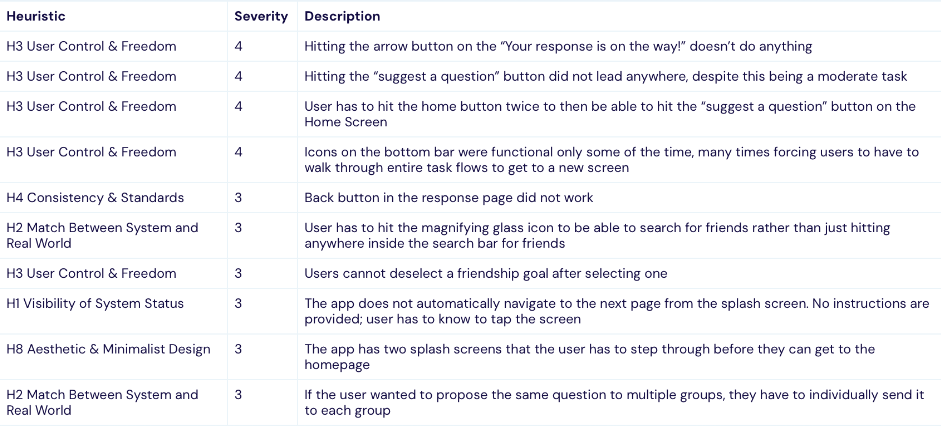 Heuristic Severity Description
H3 User Control & Freedom 4 Hitting the arrow button on the “Your response is on the way!” doesn’t do anything
H3 User Control & Freedom 4 Hitting the “suggest a question” button did not lead anywhere, despite this being a moderate task
H3 User Control & Freedom 4 User has to hit the home button twice to then be able to hit the “suggest a question” button on the
Home Screen
H3 User Control & Freedom 4 Icons on the bottom bar were functional only some of the time, many times forcing users to have to
walk through entire task flows to get to a new screen
H4 Consistency & Standards 3 Back button in the response page did not work
H2 Match Between System and 3 User has to hit the magnifying glass icon to be able to search for friends rather than just hitting
Real World anywhere inside the search bar for friends
H3 User Control & Freedom 3 Users cannot deselect a friendship goal after selecting one
H1 Visibility of System Status 3 The app does not automatically navigate to the next page from the splash screen. No instructions are
provided; user has to know to tap the screen
H8 Aesthetic & Minimalist Design 3 The app has two splash screens that the user has to step through before they can get to the
homepage
H2 Match Between System and 3 If the user wanted to propose the same question to multiple groups, they have to individually send it
Real World to each group